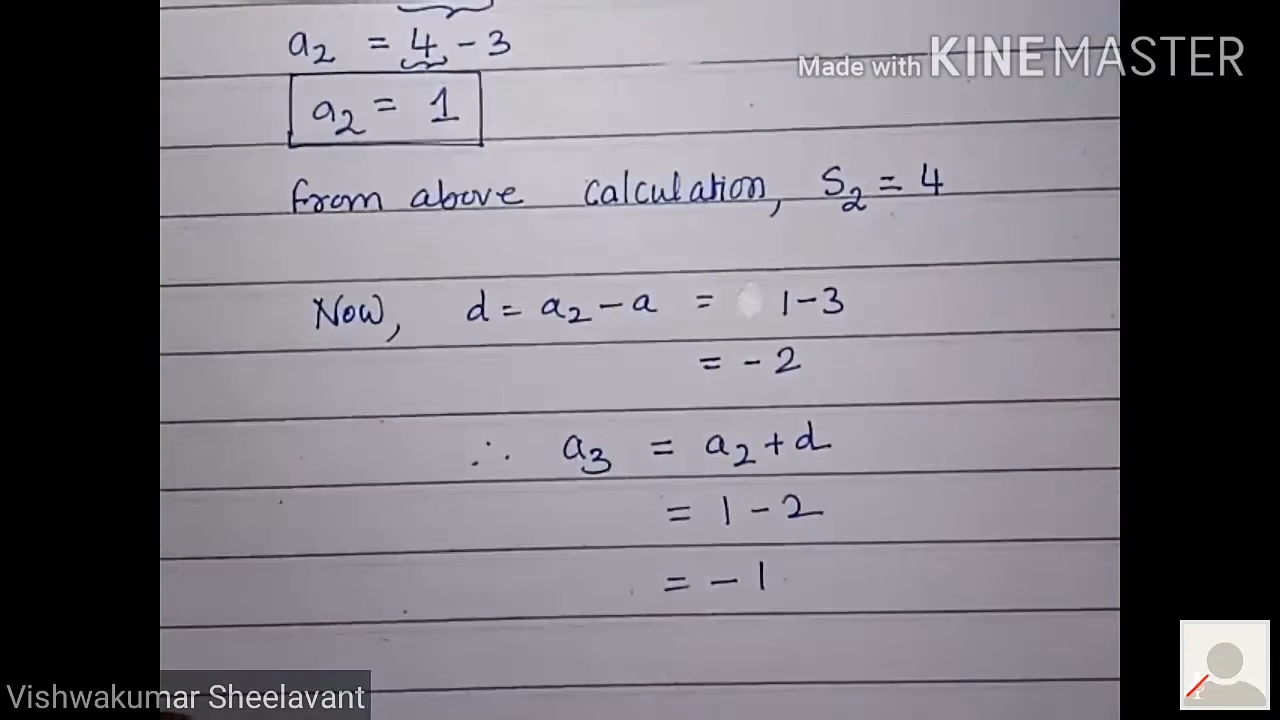 a₂ = 4 - 3
Made with KINEMASTER
a₂ = 1
From above calculation, S₂ = 4
Now, d = a₂ - a = 1 - 3
= - 2
∴ a₃ = a₂ + d
= 1 - 2
= - 1
Vishwakumar Sheelavant